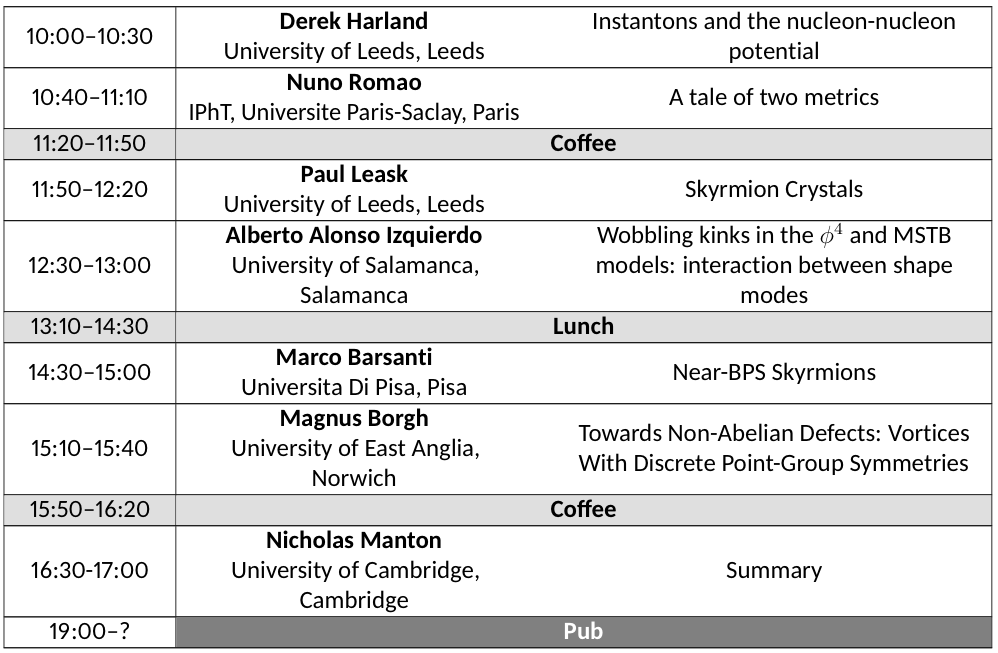 10:00–10:30
Derek Harland
University of Leeds, Leeds
Instantons and the nucleon-nucleon
potential
10:40–11:10
Nuno Romao
IPhT, Universite Paris-Saclay, Paris
A tale of two metrics
11:20–11:50
Coffee
11:50–12:20
Paul Leask
University of Leeds, Leeds
Skyrmion Crystals
12:30–13:00
Alberto Alonso Izquierdo
University of Salamanca,
Salamanca
Wobbling kinks in the ϕ⁴ and MSTB
models: interaction between shape
modes
13:10–14:30
Lunch
14:30–15:00
Marco Barsanti
Universita Di Pisa, Pisa
Near-BPS Skyrmions
15:10–15:40
Magnus Borgh
University of East Anglia,
Norwich
Towards Non-Abelian Defects: Vortices
With Discrete Point-Group Symmetries
15:50–16:20
Coffee
16:30-17:00
Nicholas Manton
University of Cambridge,
Cambridge
Summary
19:00–?
Pub